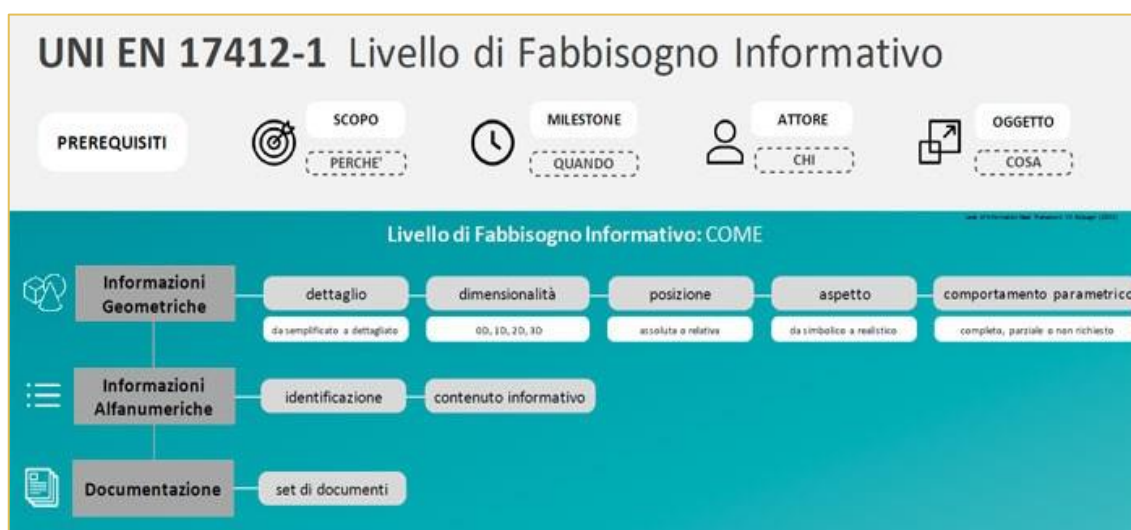 UNI EN 17412-1 Livello di Fabbisogno Informativo
PREREQUISITI
SCOPO
PERCHE'
MILESTONE
QUANDO
ATTORE
CHI
OGGETTO
COSA
Livello di Fabbisogno Informativo: COME
Informazioni
Geometriche
dettaglio
dimensionalità
posizione
aspetto
comportamento parametrico
da semplificato a dettagliato
0D, 1D, 2D, 3D
assoluta o relativa
da simbolico a realistico
completo, parziale o non richiesto
Informazioni
Alfanumeriche
identificazione
contenuto informativo
Documentazione
set di documenti